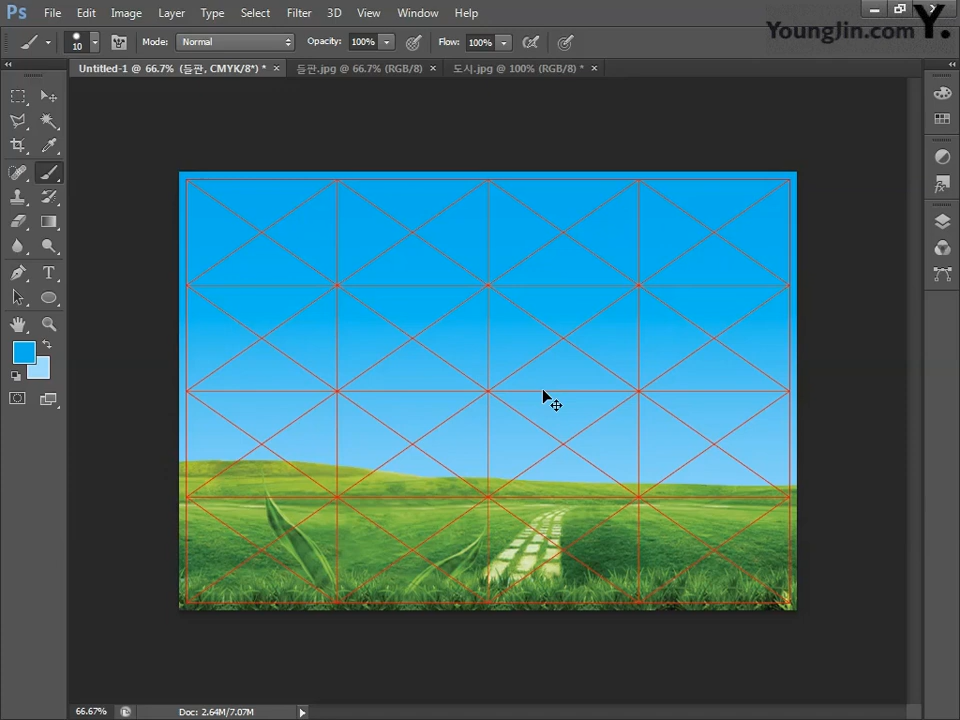 Ps File Edit Image Layer Type Select Filter 3D View Window Help
YoungJin.com Y.
10 Mode: Normal Opacity: 100% Flow: 100%
Untitled-1 @ 66.7% (들판, CMYK/8*) * × 들판.jpg @ 66.7% (RGB/8) × 도시.jpg @ 100% (RGB/8) * ×
66.67% Doc: 2.64M/7.07M